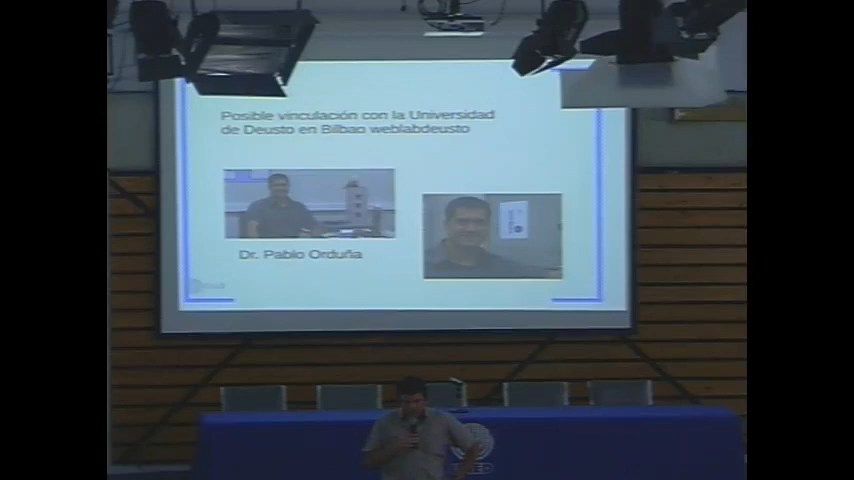 Posible vinculación con la Universidad
de Deusto en Bilbao weblabdeusto
Dr. Pablo Orduña